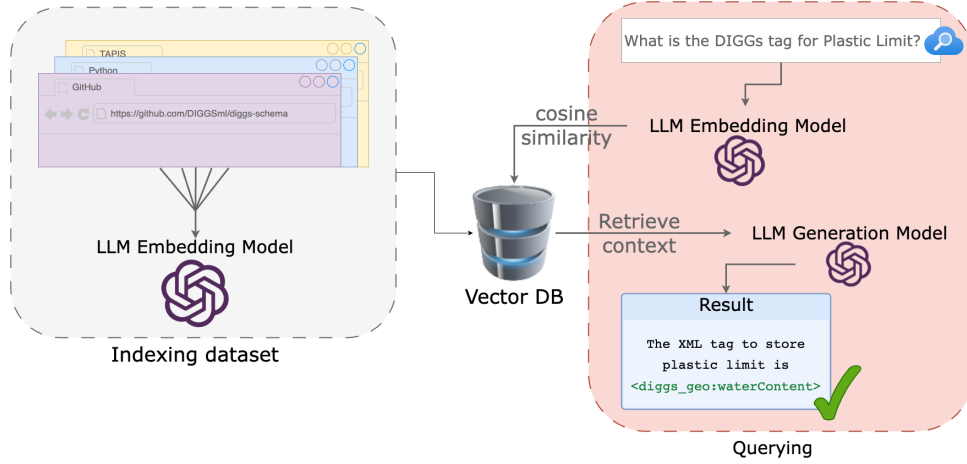 TAPIS
Python
GitHub
https://github.com/DIGGSml/diggs-schema
LLM Embedding Model
Indexing dataset
What is the DIGGs tag for Plastic Limit?
cosine
similarity
LLM Embedding Model
Vector DB
Retrieve
context
LLM Generation Model
Result
The XML tag to store
plastic limit is
<diggs_geo:waterContent>
Querying